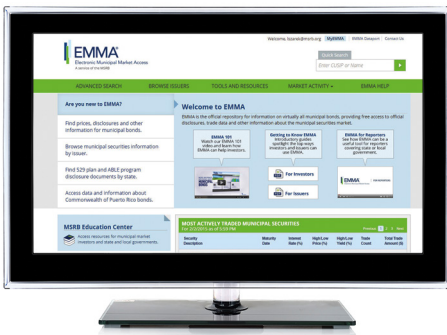 Welcome, lozarek@msrb.org MyEMMA EMMA Dataport Contact Us
EMMA
Electronic Municipal Market Access
A service of the MSRB
Quick Search
Enter CUSIP or Name
ADVANCED SEARCH BROWSE ISSUERS TOOLS AND RESOURCES MARKET ACTIVITY EMMA HELP
Are you new to EMMA?
Find prices, disclosures and other
information for municipal bonds.
Browse municipal securities information
by issuer.
Find 529 plan and ABLE program
disclosure documents by state.
Access data and information about
Commonwealth of Puerto Rico bonds.
Welcome to EMMA
EMMA is the official repository for information on virtually all municipal bonds, providing free access to official
disclosures, trade data and other information about the municipal securities market.
EMMA 101
Watch our EMMA 101
video and learn how
EMMA can help investors.
Getting to Know EMMA
Introductory guides
spotlight the top ways
investors and issuers can
use EMMA.
For Investors
For Issuers
EMMA for Reporters
See how EMMA can be a
useful tool for reporters
covering state or local
government.
EMMA
MSRB Education Center
Access resources for municipal market
investors and state and local governments.
MOST ACTIVELY TRADED MUNICIPAL SECURITIES
Previous 1 2 3 Next
Security
Description
Maturity
Date
Interest
Rate (%)
High/Low
Price (%)
High/Low
Yield (%)
Trade
Count
Total Trade
Amount ($)